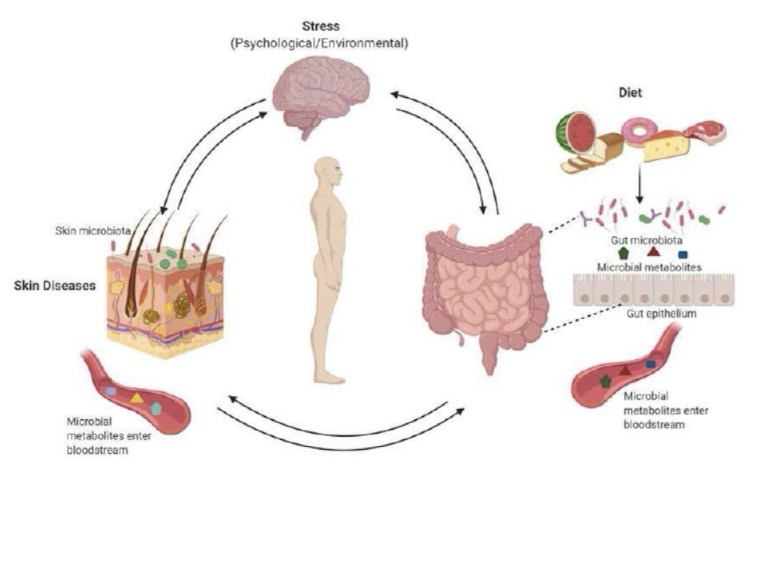 Stress
(Psychological/Environmental)
Diet
Skin microbiota
Gut microbiota
Microbial metabolites
Skin Diseases
Gut epithelium
Microbial
metabolites enter
bloodstream
Microbial
metabolites enter
bloodstream